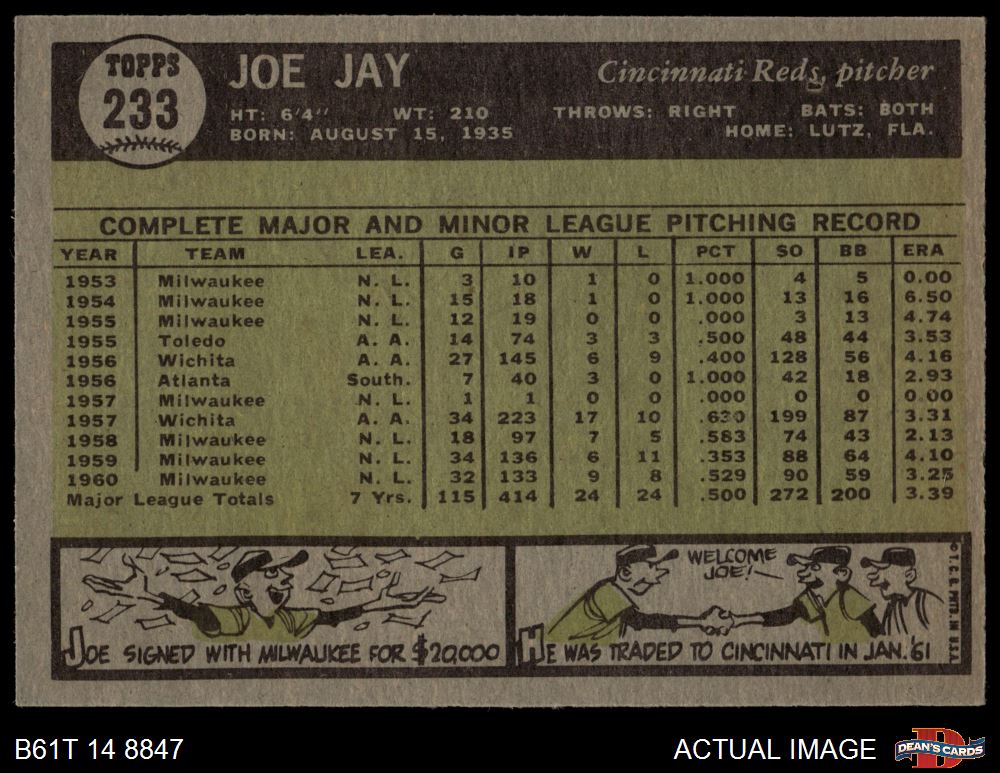 TOPPS
233
JOE JAY
Cincinnati Reds, pitcher
HT: 6'4" WT: 210 THROWS: RIGHT BATS: BOTH
BORN: AUGUST 15, 1935 HOME: LUTZ, FLA.
COMPLETE MAJOR AND MINOR LEAGUE PITCHING RECORD
YEAR TEAM LEA. G IP W L PCT SO BB ERA
1953 Milwaukee N. L. 3 10 1 0 1.000 4 5 0.00
1954 Milwaukee N. L. 15 18 1 0 1.000 13 16 6.50
1955 Milwaukee N. L. 12 19 0 0 .000 3 13 4.74
1955 Toledo A. A. 14 74 3 3 .500 48 44 3.53
1956 Wichita A. A. 27 145 6 9 .400 128 56 4.16
1956 Atlanta South. 7 40 3 0 1.000 42 18 2.93
1957 Milwaukee N. L. 1 1 0 0 .000 0 0 0.00
1957 Wichita A. A. 34 223 17 10 .630 199 87 3.31
1958 Milwaukee N. L. 18 97 7 5 .583 74 43 2.13
1959 Milwaukee N. L. 34 136 6 11 .353 88 64 4.10
1960 Milwaukee N. L. 32 133 9 8 .529 90 59 3.25
Major League Totals 7 Yrs. 115 414 24 24 .500 272 200 3.39
WELCOME
JOE!
JOE SIGNED WITH MILWAUKEE FOR $20,000
HE WAS TRADED TO CINCINNATI IN JAN. '61
© T.C.G. PRTD. IN U.S.A.
B61T 14 8847
ACTUAL IMAGE
D
DEAN'S CARDS